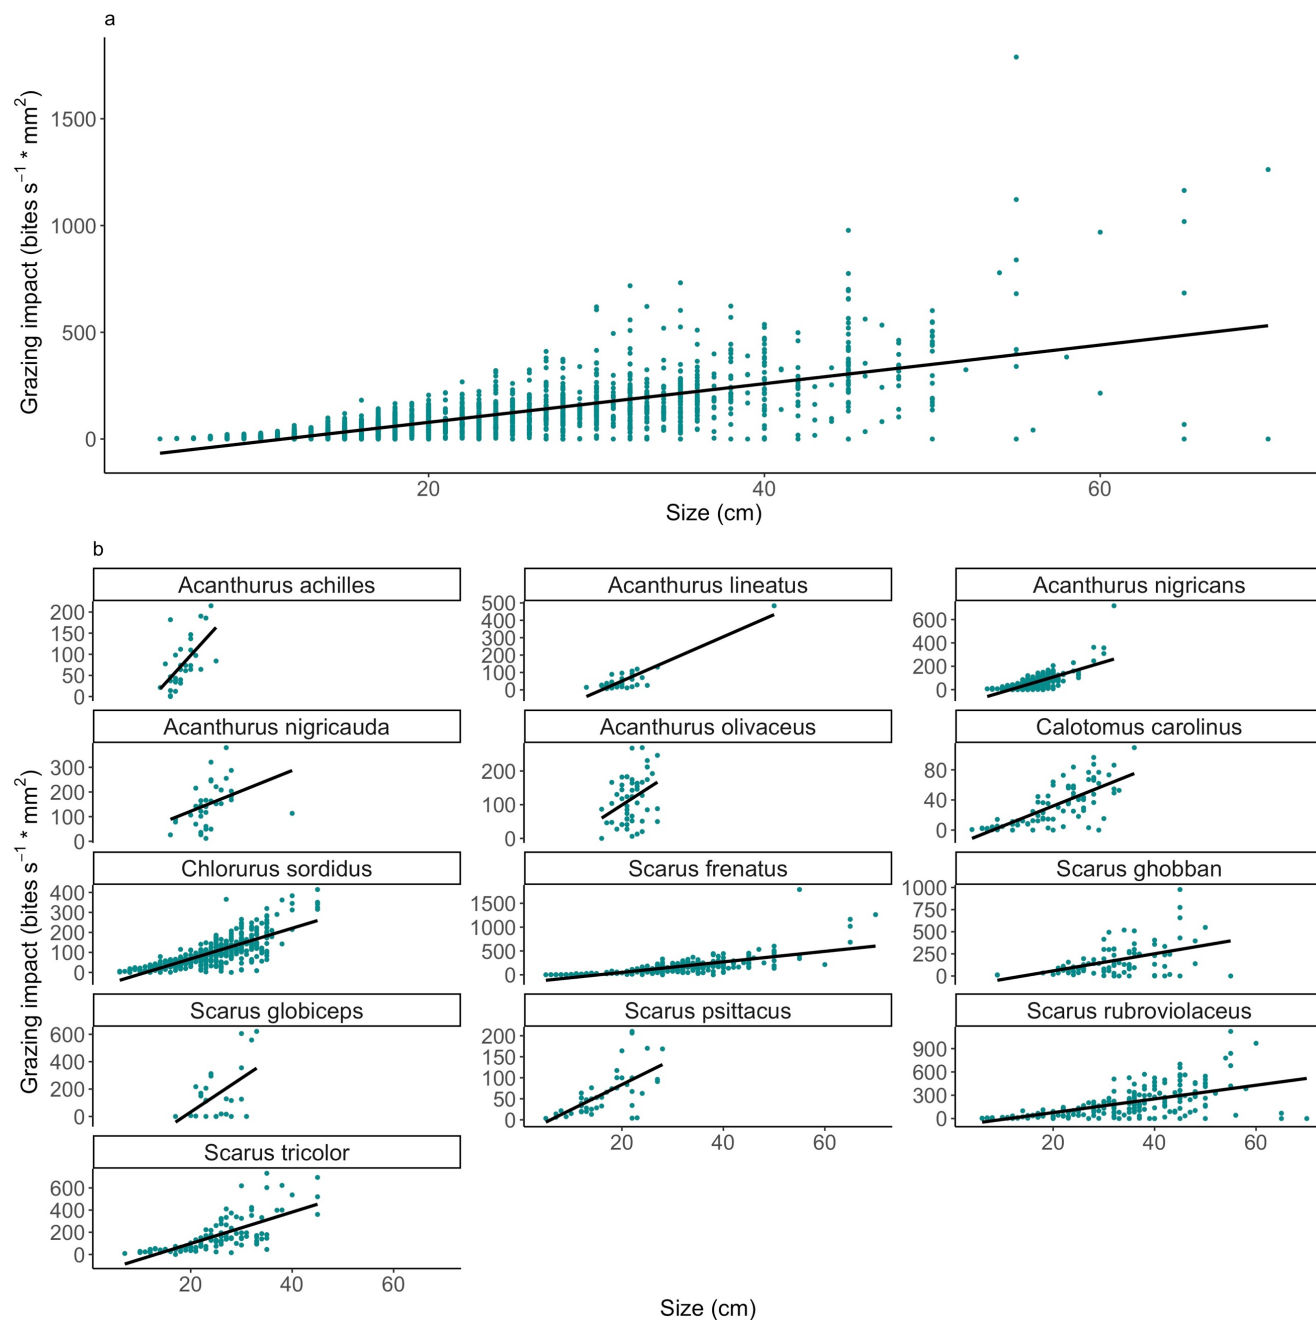 a
Grazing impact (bites s⁻¹ * mm²)
1500
1000
500
0
20 40 60
Size (cm)
b
Grazing impact (bites s⁻¹ * mm²)
Acanthurus achilles Acanthurus lineatus Acanthurus nigricans
200 500 600
150 400 400
100 300 200
50 200 0
0 100
0
Acanthurus nigricauda Acanthurus olivaceus Calotomus carolinus
300 200 80
200 100 40
100 0 0
0
Chlorurus sordidus Scarus frenatus Scarus ghobban
400 1500 1000
300 1000 750
200 500 500
100 0 250
0 0
Scarus globiceps Scarus psittacus Scarus rubroviolaceus
600 200 900
400 150 600
200 100 300
0 50 0
0
20 40 60 20 40 60
Scarus tricolor
600
400
200
0
20 40 60
Size (cm)